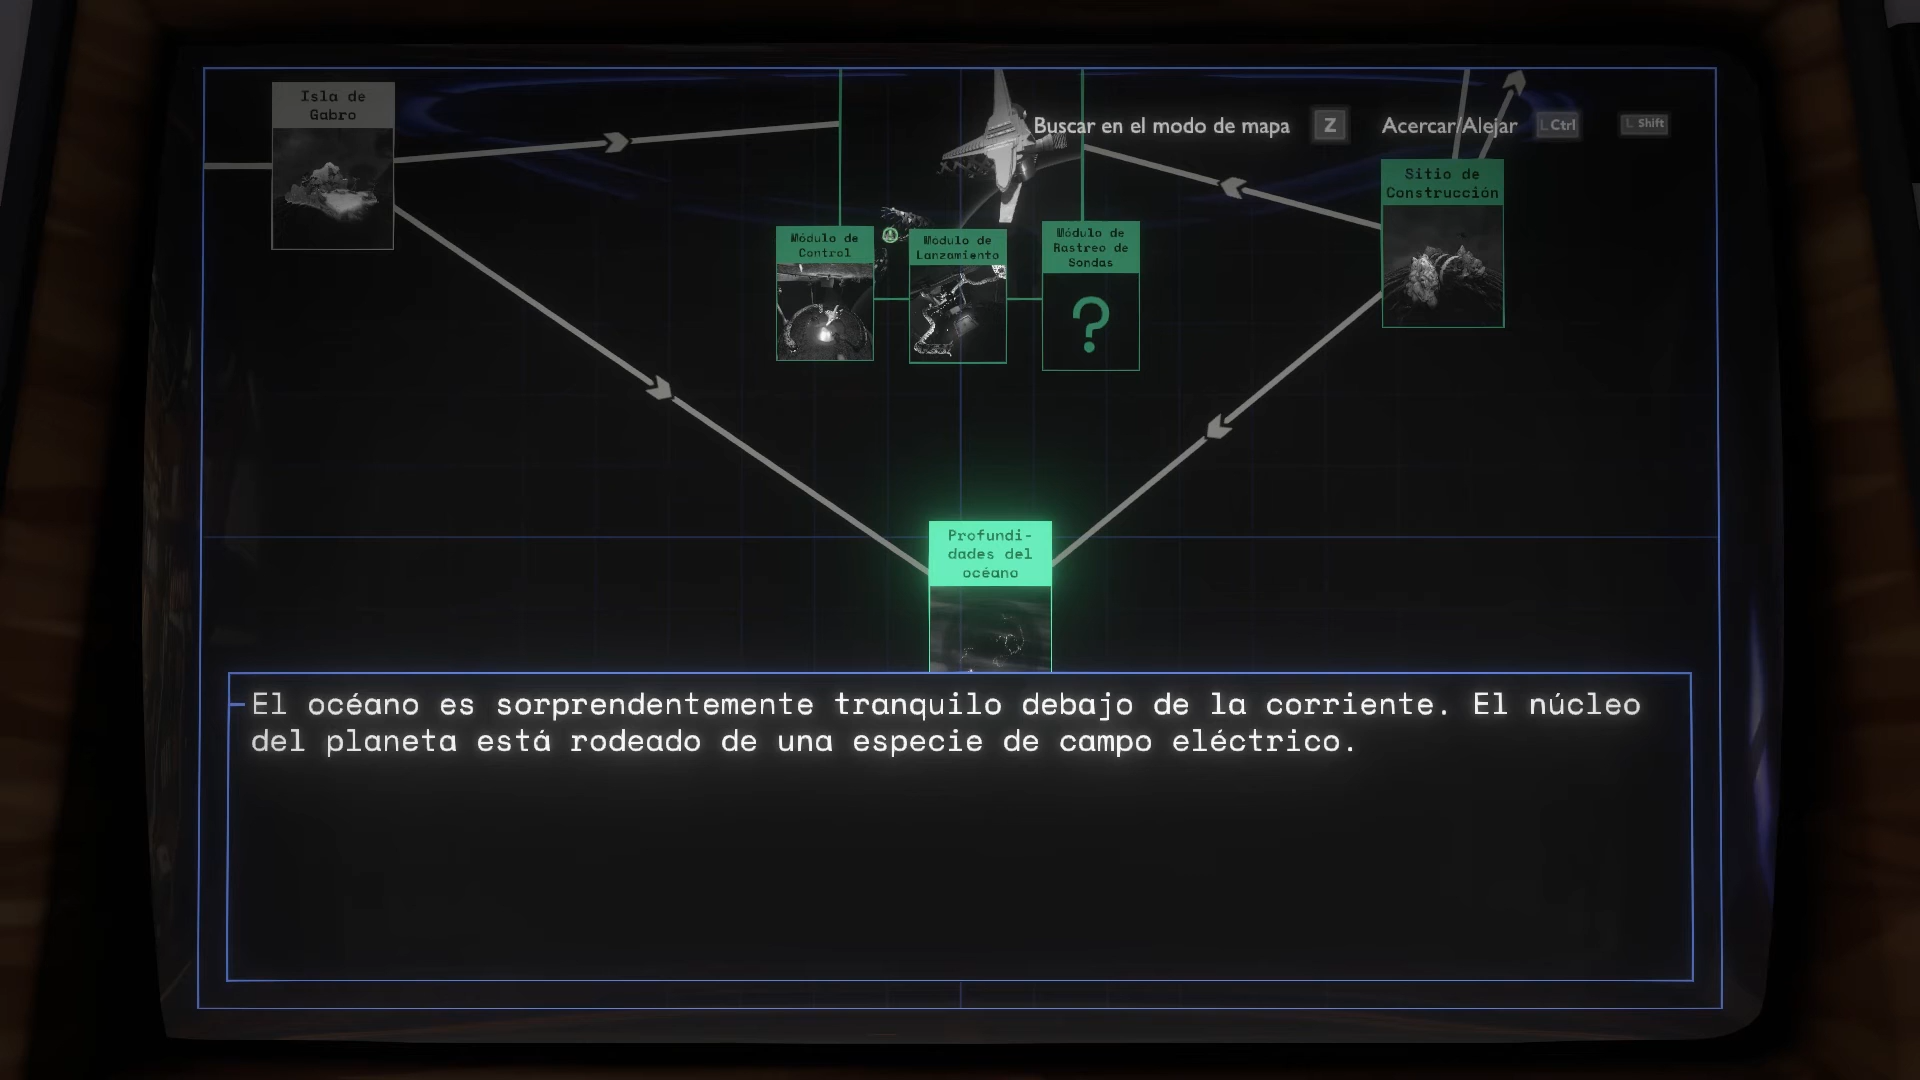 Isla de
Gabro
Buscar en el modo de mapa Z Acercar/Alejar LCtrl L Shift
Sitio de
Construcción
Módulo de
Control
Módulo de
Lanzamiento
Módulo de
Rastreo de
Sondas
?
Profundi-
dades del
océano
El océano es sorprendentemente tranquilo debajo de la corriente. El núcleo
del planeta está rodeado de una especie de campo eléctrico.